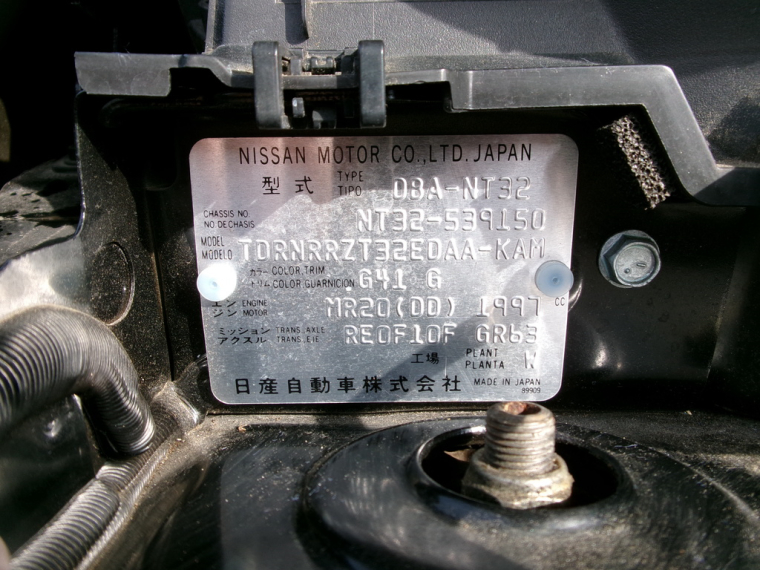 NISSAN MOTOR CO.,LTD. JAPAN
型式 TYPE TIPO DBA-NT32
CHASSIS NO. NO DE CHASIS NT32-539150
MODEL MODELO TDRNRRZT32EDAA-KAM
カラー トリム COLOR,TRIM COLOR,GUARNICION G41 G
エンジン ENGINE MOTOR MR20(DD) 1997 CC
ミッション アクスル TRANS.AXLE TRANS.EJE RE0F10F GR63
工場 PLANT PLANTA W
日産自動車株式会社 MADE IN JAPAN
89909